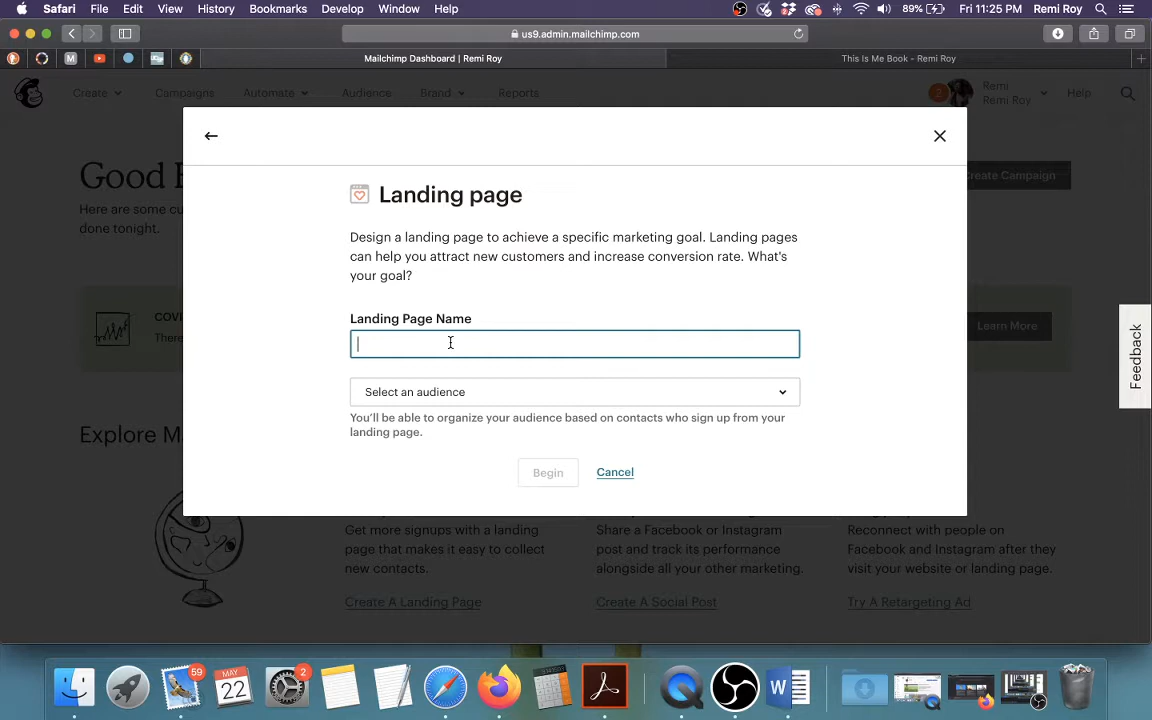 Safari File Edit View History Bookmarks Develop Window Help 89% Fri 11:25 PM Remi Roy
us9.admin.mailchimp.com
Mailchimp Dashboard | Remi Roy This Is Me Book - Remi Roy
Create Campaigns Automate Audience Brand Reports 2 Remi Help
Remi Roy
Good
Create Campaign
Here are some cu
done tonight.
Landing page
Design a landing page to achieve a specific marketing goal. Landing pages
can help you attract new customers and increase conversion rate. What's
your goal?
COVI
There
Learn More
Landing Page Name
Select an audience
You'll be able to organize your audience based on contacts who sign up from your
landing page.
Feedback
Explore M
Begin Cancel
Get more signups with a landing
page that makes it easy to collect
new contacts.
Create A Landing Page
Share a Facebook or Instagram
post and track its performance
alongside all your other marketing.
Create A Social Post
Reconnect with people on
Facebook and Instagram after they
visit your website or landing page.
Try A Retargeting Ad
59
MAY
22
2
W